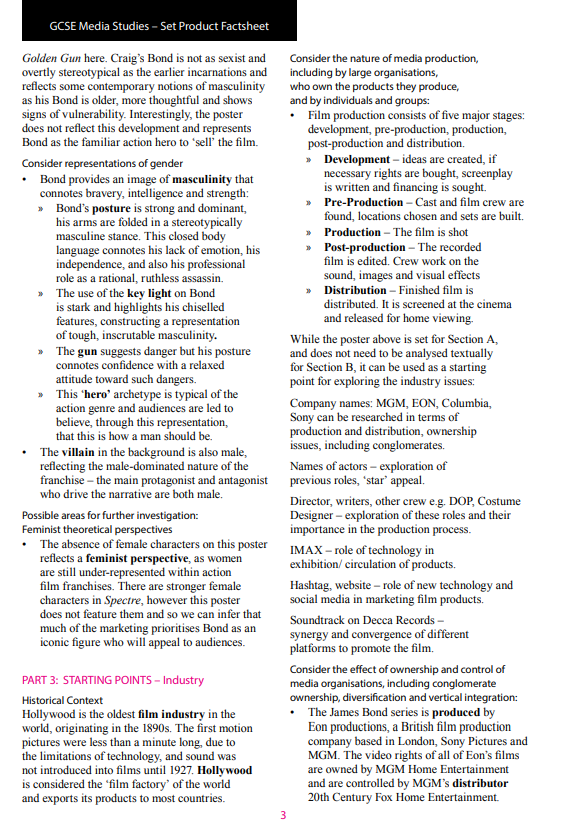 GCSE Media Studies – Set Product Factsheet
Golden Gun here. Craig's Bond is not as sexist and
overtly stereotypical as the earlier incarnations and
reflects some contemporary notions of masculinity
as his Bond is older, more thoughtful and shows
signs of vulnerability. Interestingly, the poster
does not reflect this development and represents
Bond as the familiar action hero to 'sell' the film.
Consider representations of gender
• Bond provides an image of masculinity that
connotes bravery, intelligence and strength:
» Bond's posture is strong and dominant,
his arms are folded in a stereotypically
masculine stance. This closed body
language connotes his lack of emotion, his
independence, and also his professional
role as a rational, ruthless assassin.
» The use of the key light on Bond
is stark and highlights his chiselled
features, constructing a representation
of tough, inscrutable masculinity.
» The gun suggests danger but his posture
connotes confidence with a relaxed
attitude toward such dangers.
» This 'hero' archetype is typical of the
action genre and audiences are led to
believe, through this representation,
that this is how a man should be.
• The villain in the background is also male,
reflecting the male-dominated nature of the
franchise – the main protagonist and antagonist
who drive the narrative are both male.
Possible areas for further investigation:
Feminist theoretical perspectives
• The absence of female characters on this poster
reflects a feminist perspective, as women
are still under-represented within action
film franchises. There are stronger female
characters in Spectre, however this poster
does not feature them and so we can infer that
much of the marketing prioritises Bond as an
iconic figure who will appeal to audiences.
PART 3: STARTING POINTS – Industry
Historical Context
Hollywood is the oldest film industry in the
world, originating in the 1890s. The first motion
pictures were less than a minute long, due to
the limitations of technology, and sound was
not introduced into films until 1927. Hollywood
is considered the 'film factory' of the world
and exports its products to most countries.
Consider the nature of media production,
including by large organisations,
who own the products they produce,
and by individuals and groups:
• Film production consists of five major stages:
development, pre-production, production,
post-production and distribution.
» Development – ideas are created, if
necessary rights are bought, screenplay
is written and financing is sought.
» Pre-Production – Cast and film crew are
found, locations chosen and sets are built.
» Production – The film is shot
» Post-production – The recorded
film is edited. Crew work on the
sound, images and visual effects
» Distribution – Finished film is
distributed. It is screened at the cinema
and released for home viewing.
While the poster above is set for Section A,
and does not need to be analysed textually
for Section B, it can be used as a starting
point for exploring the industry issues:
Company names: MGM, EON, Columbia,
Sony can be researched in terms of
production and distribution, ownership
issues, including conglomerates.
Names of actors – exploration of
previous roles, 'star' appeal.
Director, writers, other crew e.g. DOP, Costume
Designer – exploration of these roles and their
importance in the production process.
IMAX – role of technology in
exhibition/ circulation of products.
Hashtag, website – role of new technology and
social media in marketing film products.
Soundtrack on Decca Records –
synergy and convergence of different
platforms to promote the film.
Consider the effect of ownership and control of
media organisations, including conglomerate
ownership, diversification and vertical integration:
• The James Bond series is produced by
Eon productions, a British film production
company based in London, Sony Pictures and
MGM. The video rights of all of Eon's films
are owned by MGM Home Entertainment
and are controlled by MGM's distributor
20th Century Fox Home Entertainment.
3